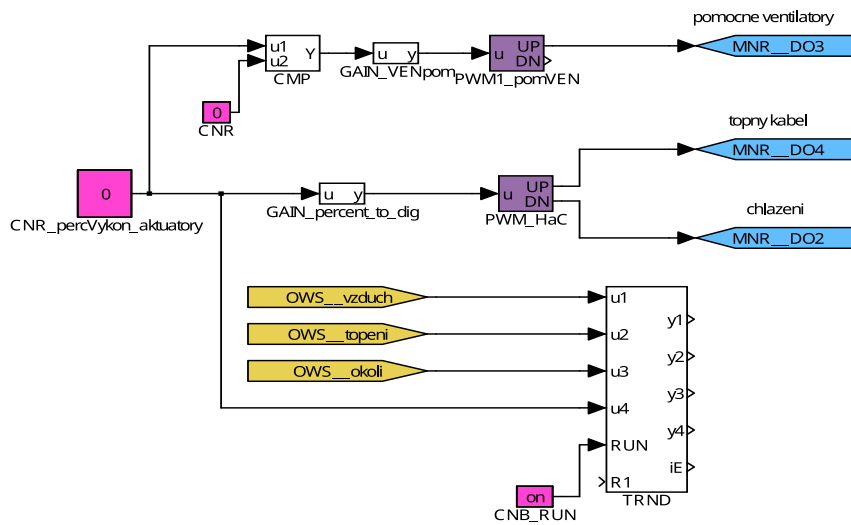 pomocne ventilatory
u1
u2
Y
CMP
u y
GAIN_VENpom
u
UP
DN
PWM1_pomVEN
MNR__DO3
0
CNR
topny kabel
MNR__DO4
0
CNR_percVykon_aktuatory
u y
GAIN_percent_to_dig
u
UP
DN
PWM_HaC
chlazeni
MNR__DO2
OWS__vzduch
OWS__topeni
OWS__okoli
u1
u2
u3
u4
RUN
R1
y1
y2
y3
y4
iE
TRND
on
CNB_RUN